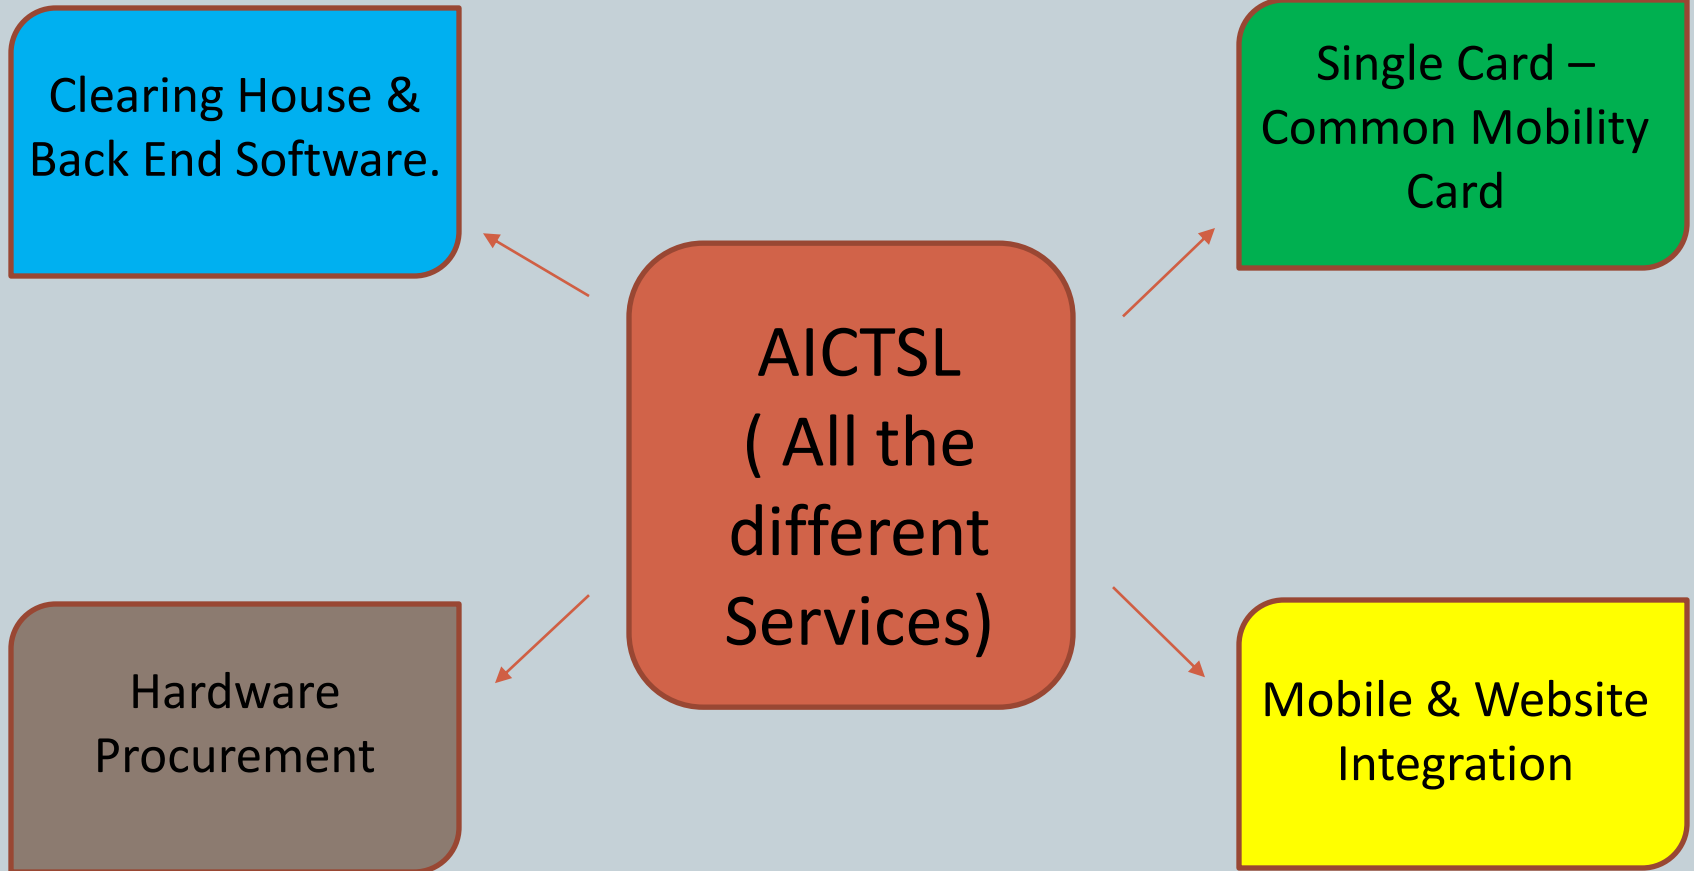 Clearing House &
Back End Software.
Single Card –
Common Mobility
Card
AICTSL
( All the
different
Services)
Hardware
Procurement
Mobile & Website
Integration